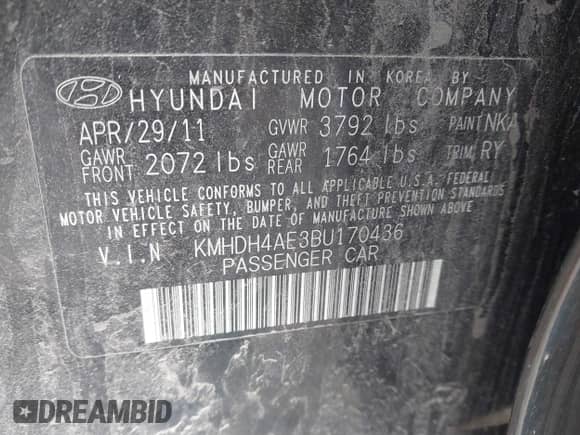 MANUFACTURED IN KOREA BY
HYUNDAI MOTOR COMPANY
APR/29/11 GVWR 3792 lbs PAINT NKA
GAWR FRONT 2072 lbs GAWR REAR 1764 lbs TRIM RY
THIS VEHICLE CONFORMS TO ALL APPLICABLE U.S.A. FEDERAL
MOTOR VEHICLE SAFETY, BUMPER, AND THEFT PREVENTION STANDARDS
IN EFFECT ON THE DATE OF MANUFACTURE SHOWN ABOVE.
V.I.N KMHDH4AE3BU170436
PASSENGER CAR
DREAMBID